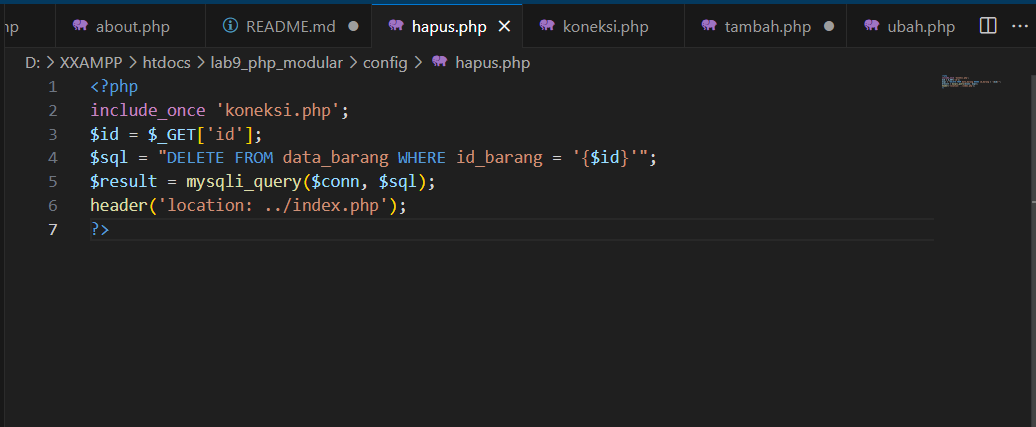 np about.php README.md hapus.php koneksi.php tambah.php ubah.php
D: > XXAMPP > htdocs > lab9_php_modular > config > hapus.php
1 <?php
2 include_once 'koneksi.php';
3 $id = $_GET['id'];
4 $sql = "DELETE FROM data_barang WHERE id_barang = '{$id}'";
5 $result = mysqli_query($conn, $sql);
6 header('location: ../index.php');
7 ?>